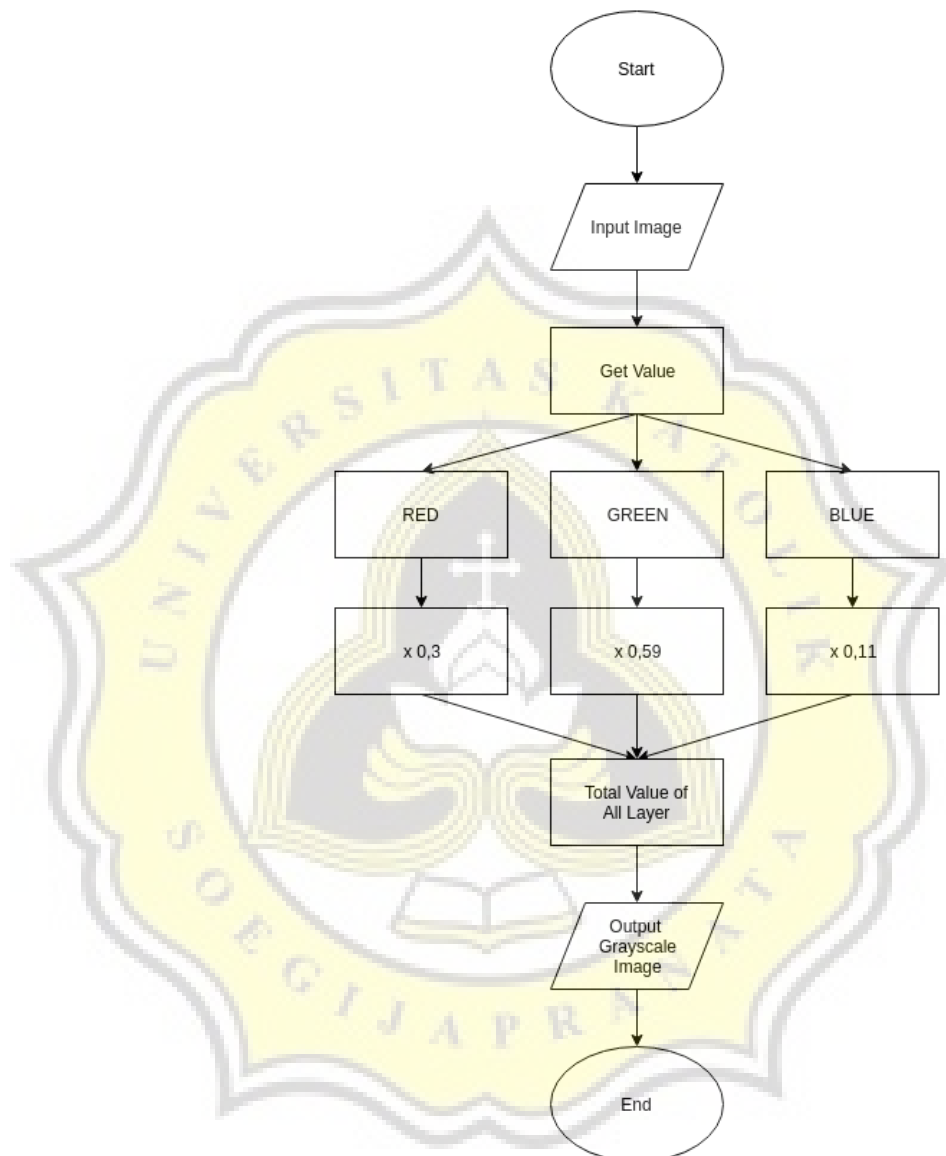 Start
Input Image
Get Value
RED
GREEN
BLUE
x 0,3
x 0,59
x 0,11
Total Value of
All Layer
Output
Grayscale
Image
End
UNIVERSITAS KATOLIK
SOEGIJAPRANATA